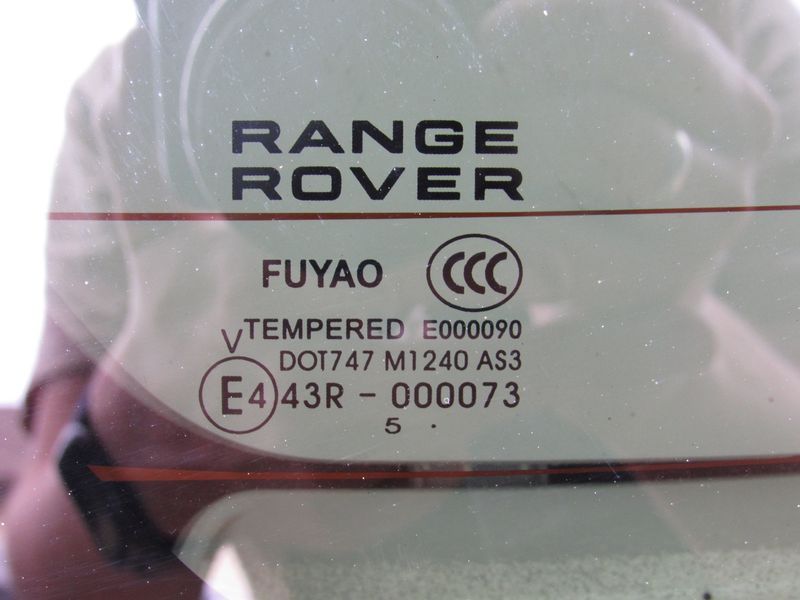 RANGE
ROVER
FUYAO CCC
TEMPERED E000090
V
DOT747 M1240 AS3
E4 43R - 000073
5 .